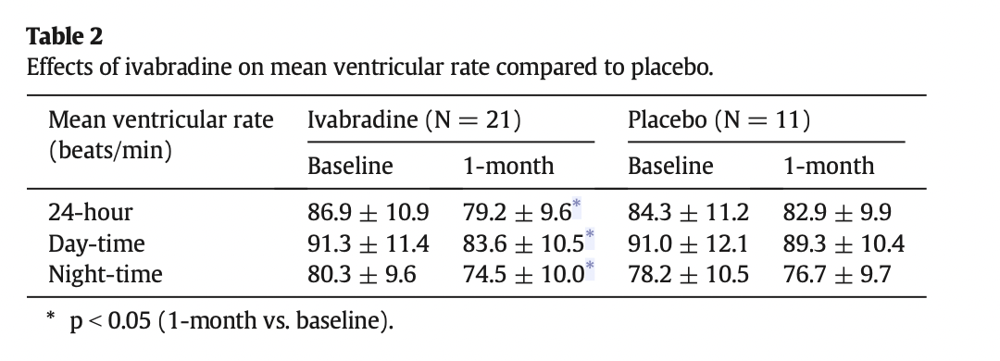 Table 2
Effects of ivabradine on mean ventricular rate compared to placebo.
Mean ventricular rate (beats/min) Ivabradine (N = 21) Placebo (N = 11)
Baseline 1-month Baseline 1-month
24-hour 86.9 ± 10.9 79.2 ± 9.6* 84.3 ± 11.2 82.9 ± 9.9
Day-time 91.3 ± 11.4 83.6 ± 10.5* 91.0 ± 12.1 89.3 ± 10.4
Night-time 80.3 ± 9.6 74.5 ± 10.0* 78.2 ± 10.5 76.7 ± 9.7
* p < 0.05 (1-month vs. baseline).